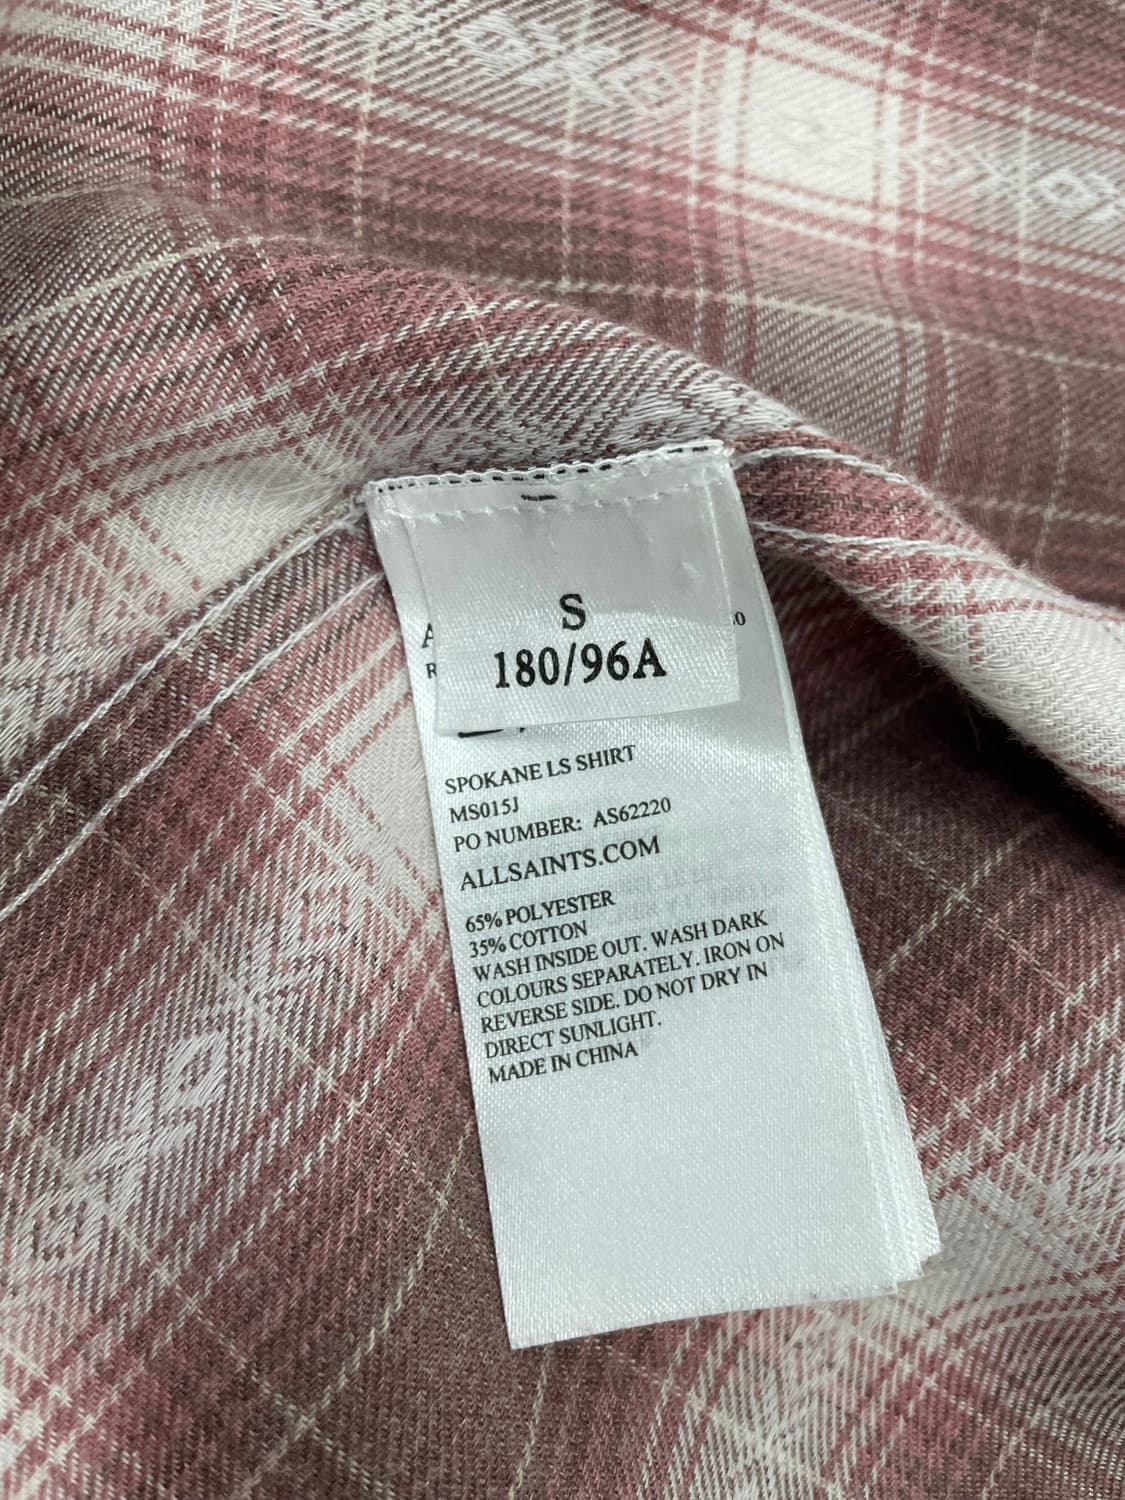 S
180/96A
SPOKANE LS SHIRT
MS015J
PO NUMBER: AS62220
ALLSAINTS.COM
65% POLYESTER
35% COTTON
WASH INSIDE OUT. WASH DARK
COLOURS SEPARATELY. IRON ON
REVERSE SIDE. DO NOT DRY IN
DIRECT SUNLIGHT.
MADE IN CHINA